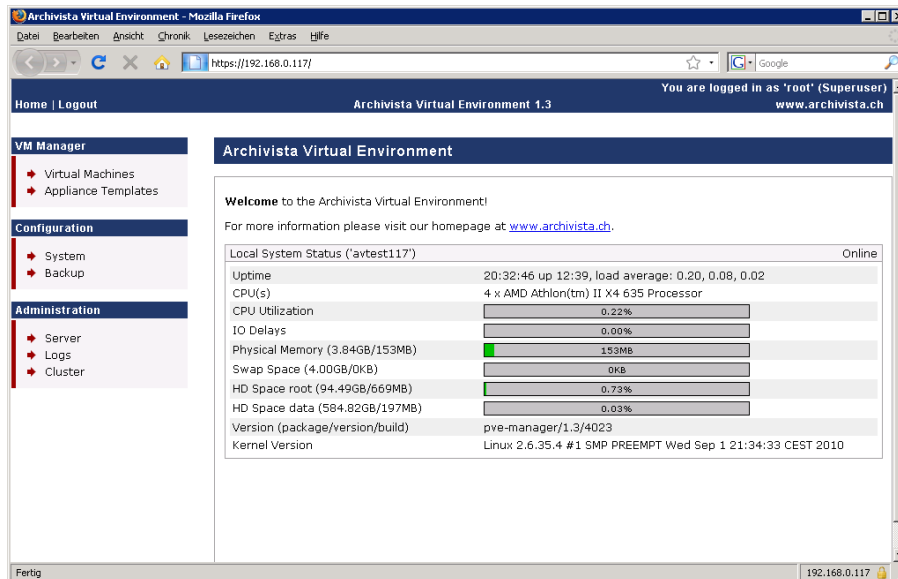 Archivista Virtual Environment - Mozilla Firefox
Datei Bearbeiten Ansicht Chronik Lesezeichen Extras Hilfe
https://192.168.0.117/
G Google
You are logged in as 'root' (Superuser)
Home | Logout Archivista Virtual Environment 1.3 www.archivista.ch
VM Manager
Virtual Machines
Appliance Templates
Configuration
System
Backup
Administration
Server
Logs
Cluster
Archivista Virtual Environment
Welcome to the Archivista Virtual Environment!
For more information please visit our homepage at www.archivista.ch.
Local System Status ('avtest117') Online
Uptime 20:32:46 up 12:39, load average: 0.20, 0.08, 0.02
CPU(s) 4 x AMD Athlon(tm) II X4 635 Processor
CPU Utilization 0.22%
IO Delays 0.00%
Physical Memory (3.84GB/153MB) 153MB
Swap Space (4.00GB/0KB) 0KB
HD Space root (94.49GB/669MB) 0.73%
HD Space data (584.82GB/197MB) 0.03%
Version (package/version/build) pve-manager/1.3/4023
Kernel Version Linux 2.6.35.4 #1 SMP PREEMPT Wed Sep 1 21:34:33 CEST 2010
Fertig 192.168.0.117